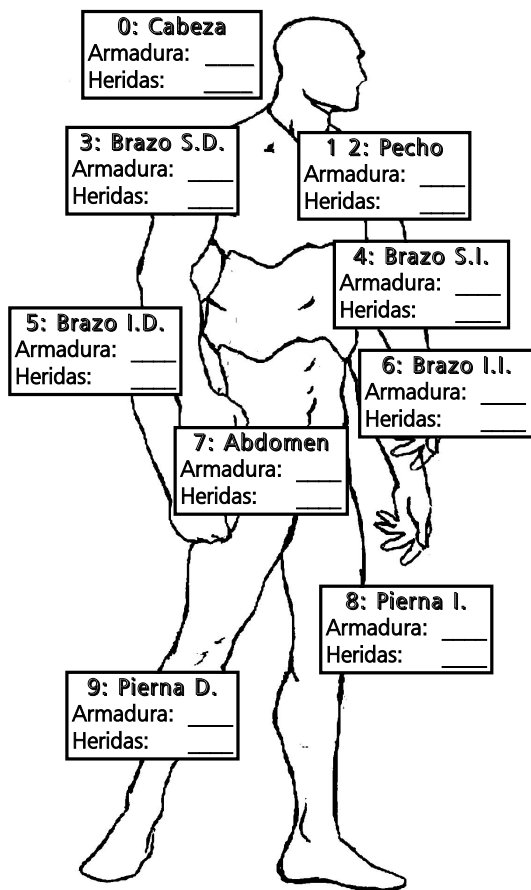 0: Cabeza
Armadura: ____
Heridas: ____
3: Brazo S.D.
Armadura: ____
Heridas: ____
1 2: Pecho
Armadura: ____
Heridas: ____
4: Brazo S.I.
Armadura: ____
Heridas: ____
5: Brazo I.D.
Armadura: ____
Heridas: ____
6: Brazo I.I.
Armadura: ____
Heridas: ____
7: Abdomen
Armadura: ____
Heridas: ____
8: Pierna I.
Armadura: ____
Heridas: ____
9: Pierna D.
Armadura: ____
Heridas: ____